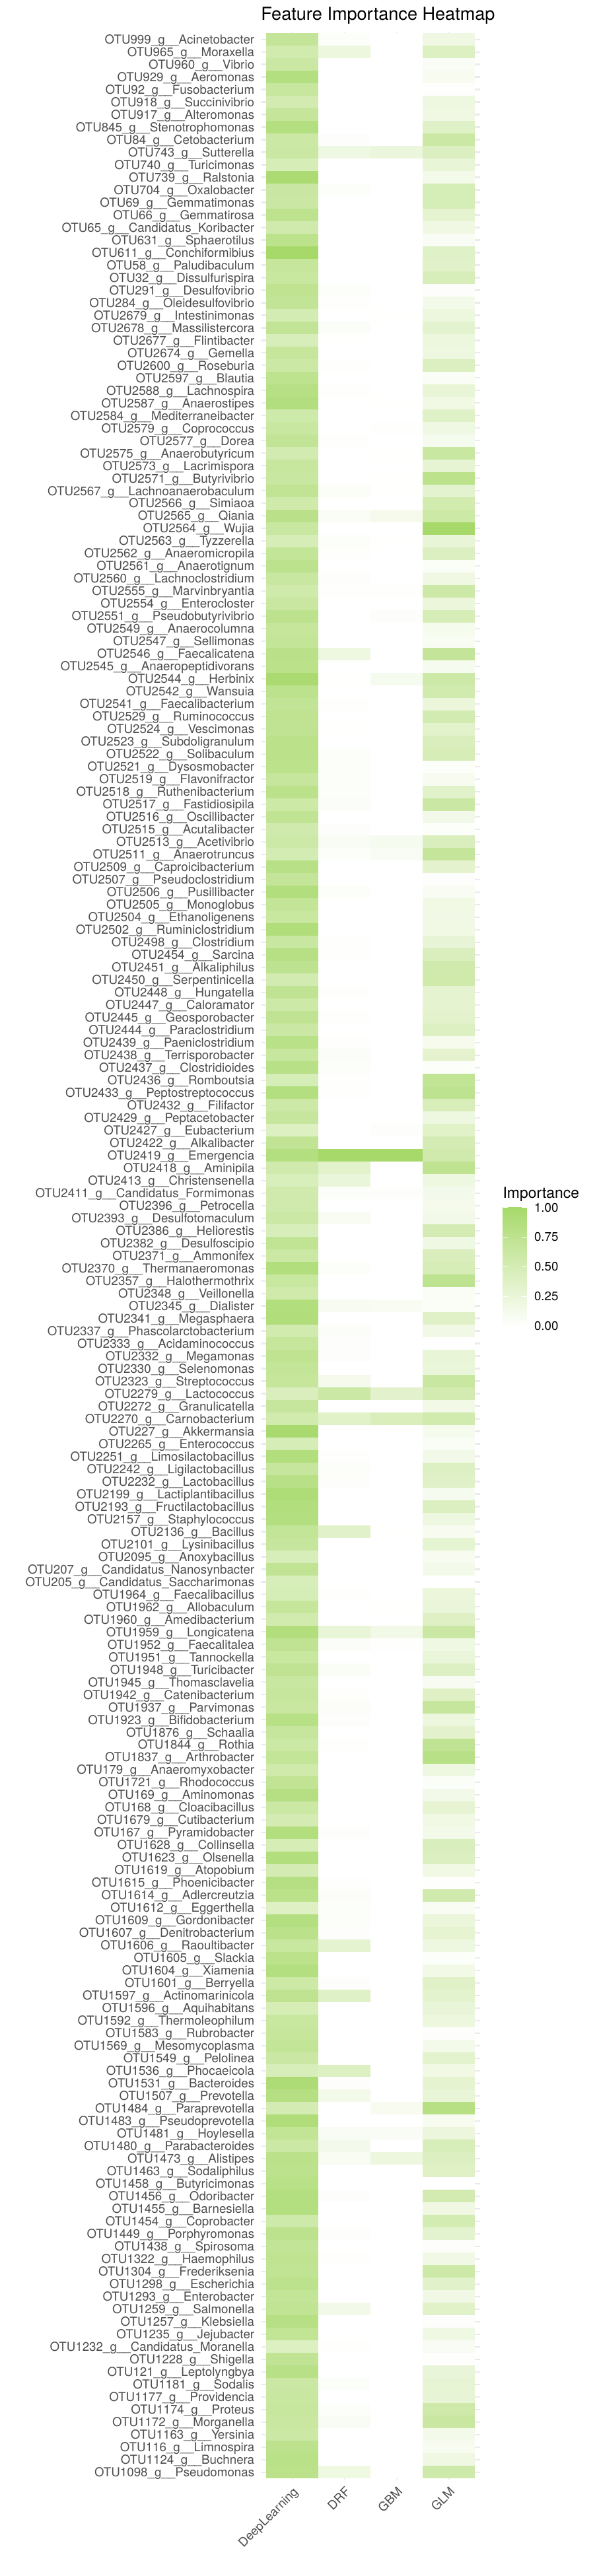 Feature Importance Heatmap
OTU999_g__Acinetobacter
OTU965_g__Moraxella
OTU960_g__Vibrio
OTU929_g__Aeromonas
OTU92_g__Fusobacterium
OTU918_g__Succinivibrio
OTU917_g__Alteromonas
OTU845_g__Stenotrophomonas
OTU84_g__Cetobacterium
OTU743_g__Sutterella
OTU740_g__Turicimonas
OTU739_g__Ralstonia
OTU704_g__Oxalobacter
OTU69_g__Gemmatimonas
OTU66_g__Gemmatirosa
OTU65_g__Candidatus_Koribacter
OTU631_g__Sphaerotilus
OTU611_g__Conchiformibius
OTU58_g__Paludibaculum
OTU32_g__Dissulfurispira
OTU291_g__Desulfovibrio
OTU284_g__Oleidesulfovibrio
OTU2679_g__Intestinimonas
OTU2678_g__Massilistercora
OTU2677_g__Flintibacter
OTU2674_g__Gemella
OTU2600_g__Roseburia
OTU2597_g__Blautia
OTU2588_g__Lachnospira
OTU2587_g__Anaerostipes
OTU2584_g__Mediterraneibacter
OTU2579_g__Coprococcus
OTU2577_g__Dorea
OTU2575_g__Anaerobutyricum
OTU2573_g__Lacrimispora
OTU2571_g__Butyrivibrio
OTU2567_g__Lachnoanaerobaculum
OTU2566_g__Simiaoa
OTU2565_g__Qiania
OTU2564_g__Wujia
OTU2563_g__Tyzzerella
OTU2562_g__Anaeromicropila
OTU2561_g__Anaerotignum
OTU2560_g__Lachnoclostridium
OTU2555_g__Marvinbryantia
OTU2554_g__Enterocloster
OTU2551_g__Pseudobutyrivibrio
OTU2549_g__Anaerocolumna
OTU2547_g__Sellimonas
OTU2546_g__Faecalicatena
OTU2545_g__Anaeropeptidivorans
OTU2544_g__Herbinix
OTU2542_g__Wansuia
OTU2541_g__Faecalibacterium
OTU2529_g__Ruminococcus
OTU2524_g__Vescimonas
OTU2523_g__Subdoligranulum
OTU2522_g__Solibaculum
OTU2521_g__Dysosmobacter
OTU2519_g__Flavonifractor
OTU2518_g__Ruthenibacterium
OTU2517_g__Fastidiosipila
OTU2516_g__Oscillibacter
OTU2515_g__Acutalibacter
OTU2513_g__Acetivibrio
OTU2511_g__Anaerotruncus
OTU2509_g__Caproicibacterium
OTU2507_g__Pseudoclostridium
OTU2506_g__Pusillibacter
OTU2505_g__Monoglobus
OTU2504_g__Ethanoligenens
OTU2502_g__Ruminiclostridium
OTU2498_g__Clostridium
OTU2454_g__Sarcina
OTU2451_g__Alkaliphilus
OTU2450_g__Serpentinicella
OTU2448_g__Hungatella
OTU2447_g__Caloramator
OTU2445_g__Geosporobacter
OTU2444_g__Paraclostridium
OTU2439_g__Paeniclostridium
OTU2438_g__Terrisporobacter
OTU2437_g__Clostridioides
OTU2436_g__Romboutsia
OTU2433_g__Peptostreptococcus
OTU2432_g__Filifactor
OTU2429_g__Peptacetobacter
OTU2427_g__Eubacterium
OTU2422_g__Alkalibacter
OTU2419_g__Emergencia
OTU2418_g__Aminipila
OTU2413_g__Christensenella
OTU2411_g__Candidatus_Formimonas
OTU2396_g__Petrocella
OTU2393_g__Desulfotomaculum
OTU2386_g__Heliorestis
OTU2382_g__Desulfoscipio
OTU2371_g__Ammonifex
OTU2370_g__Thermanaeromonas
OTU2357_g__Halothermothrix
OTU2348_g__Veillonella
OTU2345_g__Dialister
OTU2341_g__Megasphaera
OTU2337_g__Phascolarctobacterium
OTU2333_g__Acidaminococcus
OTU2332_g__Megamonas
OTU2330_g__Selenomonas
OTU2323_g__Streptococcus
OTU2279_g__Lactococcus
OTU2272_g__Granulicatella
OTU2270_g__Carnobacterium
OTU227_g__Akkermansia
OTU2265_g__Enterococcus
OTU2251_g__Limosilactobacillus
OTU2242_g__Ligilactobacillus
OTU2232_g__Lactobacillus
OTU2199_g__Lactiplantibacillus
OTU2193_g__Fructilactobacillus
OTU2157_g__Staphylococcus
OTU2136_g__Bacillus
OTU2101_g__Lysinibacillus
OTU2095_g__Anoxybacillus
OTU207_g__Candidatus_Nanosynbacter
OTU205_g__Candidatus_Saccharimonas
OTU1964_g__Faecalibacillus
OTU1962_g__Allobaculum
OTU1960_g__Amedibacterium
OTU1959_g__Longicatena
OTU1952_g__Faecalitalea
OTU1951_g__Tannockella
OTU1948_g__Turicibacter
OTU1945_g__Thomasclavelia
OTU1942_g__Catenibacterium
OTU1937_g__Parvimonas
OTU1923_g__Bifidobacterium
OTU1876_g__Schaalia
OTU1844_g__Rothia
OTU1837_g__Arthrobacter
OTU179_g__Anaeromyxobacter
OTU1721_g__Rhodococcus
OTU169_g__Aminomonas
OTU168_g__Cloacibacillus
OTU1679_g__Cutibacterium
OTU167_g__Pyramidobacter
OTU1628_g__Collinsella
OTU1623_g__Olsenella
OTU1619_g__Atopobium
OTU1615_g__Phoenicibacter
OTU1614_g__Adlercreutzia
OTU1612_g__Eggerthella
OTU1609_g__Gordonibacter
OTU1607_g__Denitrobacterium
OTU1606_g__Raoultibacter
OTU1605_g__Slackia
OTU1604_g__Xiamenia
OTU1601_g__Berryella
OTU1597_g__Actinomarinicola
OTU1596_g__Aquihabitans
OTU1592_g__Thermoleophilum
OTU1583_g__Rubrobacter
OTU1569_g__Mesomycoplasma
OTU1549_g__Pelolinea
OTU1536_g__Phocaeicola
OTU1531_g__Bacteroides
OTU1507_g__Prevotella
OTU1484_g__Paraprevotella
OTU1483_g__Pseudoprevotella
OTU1481_g__Hoylesella
OTU1480_g__Parabacteroides
OTU1473_g__Alistipes
OTU1463_g__Sodaliphilus
OTU1458_g__Butyricimonas
OTU1456_g__Odoribacter
OTU1455_g__Barnesiella
OTU1454_g__Coprobacter
OTU1449_g__Porphyromonas
OTU1438_g__Spirosoma
OTU1322_g__Haemophilus
OTU1304_g__Frederiksenia
OTU1298_g__Escherichia
OTU1293_g__Enterobacter
OTU1259_g__Salmonella
OTU1257_g__Klebsiella
OTU1235_g__Jejubacter
OTU1232_g__Candidatus_Moranella
OTU1228_g__Shigella
OTU121_g__Leptolyngbya
OTU1181_g__Sodalis
OTU1177_g__Providencia
OTU1174_g__Proteus
OTU1172_g__Morganella
OTU1163_g__Yersinia
OTU116_g__Limnospira
OTU1124_g__Buchnera
OTU1098_g__Pseudomonas
DeepLearning
DRF
GBM
GLM
Importance
1.00
0.75
0.50
0.25
0.00